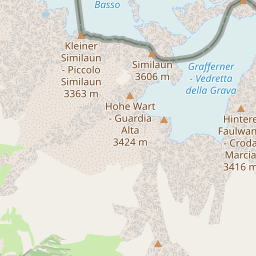 Basso
Kleiner
Similaun
- Piccolo
Similaun
3363 m
Similaun
3606 m
Grafferner
- Vedretta
della Grava
Hohe Wart
- Guardia
Alta
3424 m
Hintere
Faulwan
- Croda
Marcia
3416 m